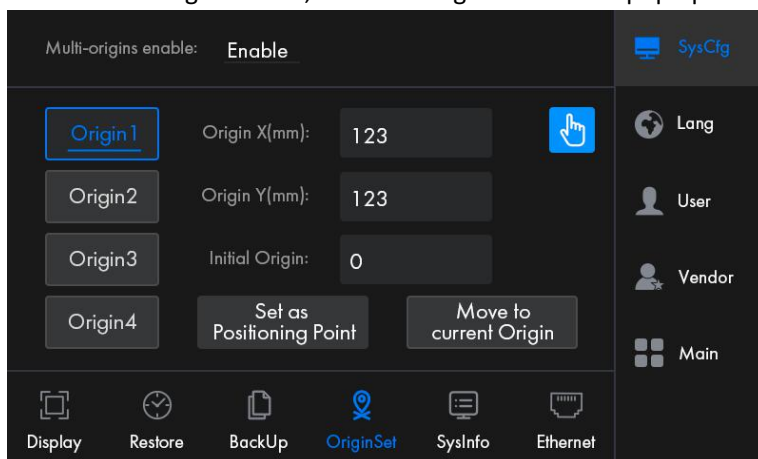 Multi-origins enable: Enable
SysCfg
Origin1
Origin X(mm): 123
Lang
Origin2
Origin Y(mm): 123
User
Origin3
Initial Origin: 0
Vendor
Origin4
Set as
Positioning Point
Move to
current Origin
Main
Display Restore BackUp OriginSet SysInfo Ethernet